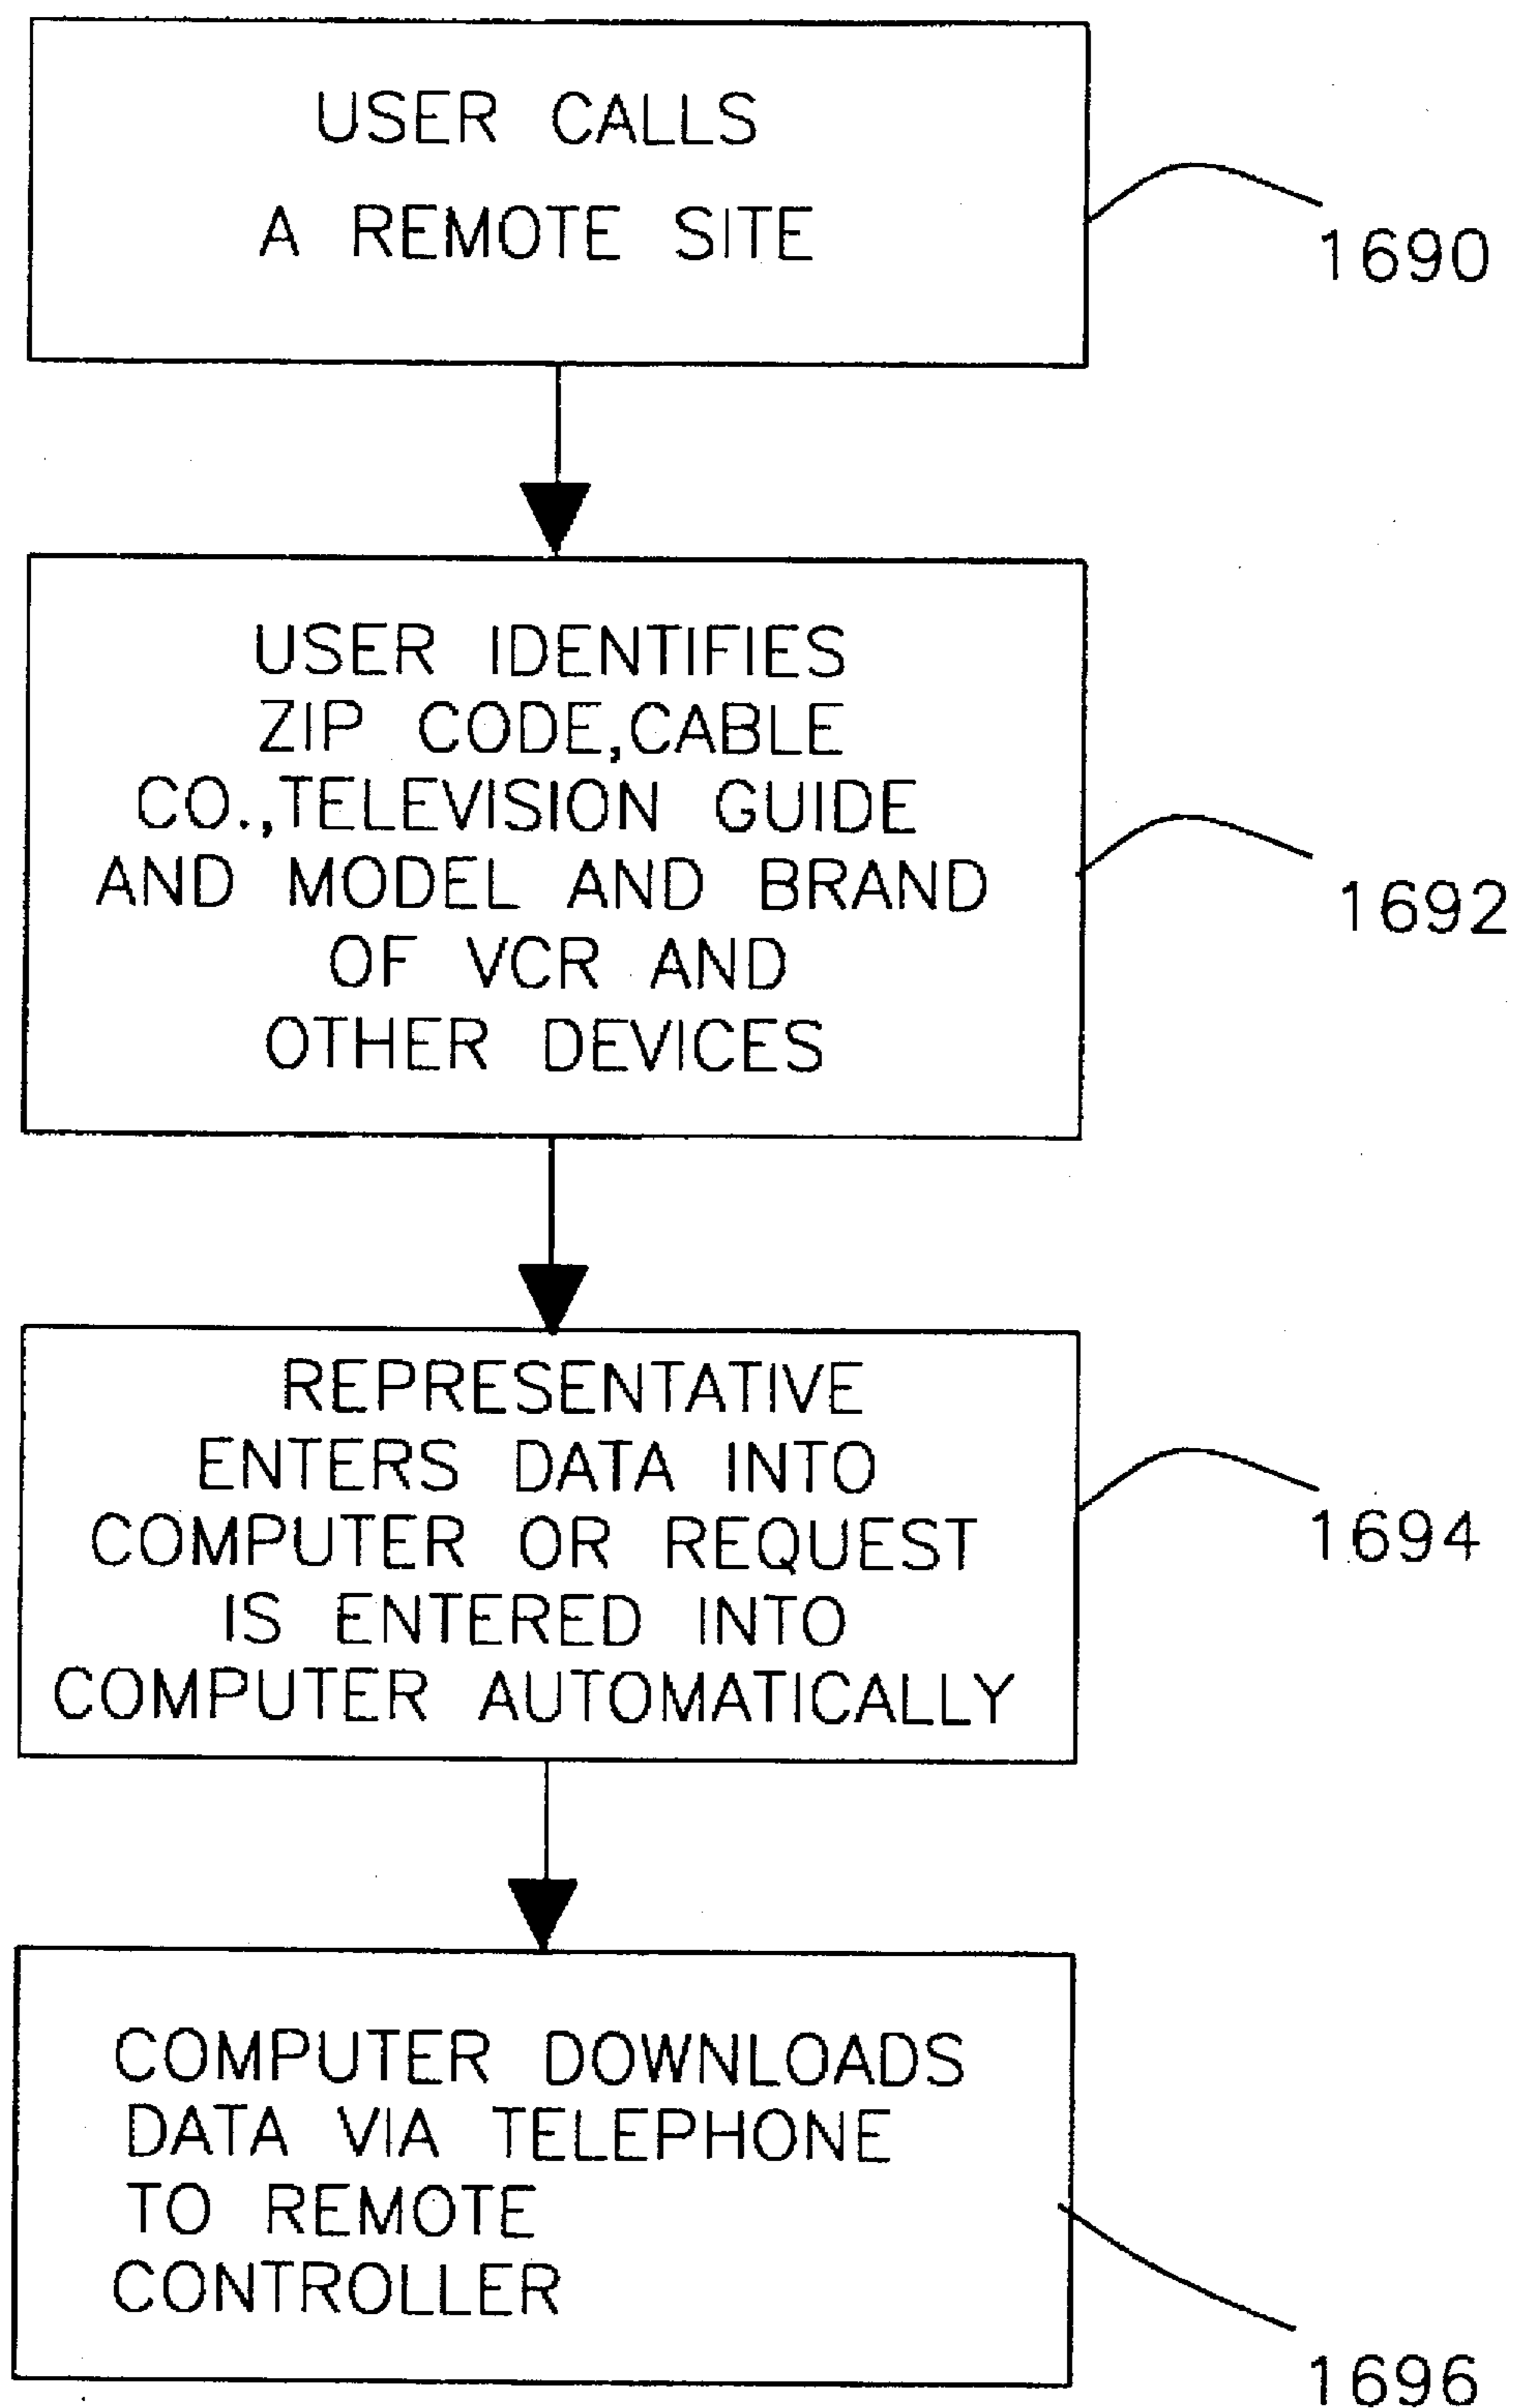 USER CALLS
A REMOTE SITE
1690
USER IDENTIFIES
ZIP CODE,CABLE
CO.,TELEVISION GUIDE
AND MODEL AND BRAND
OF VCR AND
OTHER DEVICES
1692
REPRESENTATIVE
ENTERS DATA INTO
COMPUTER OR REQUEST
IS ENTERED INTO
COMPUTER AUTOMATICALLY
1694
COMPUTER DOWNLOADS
DATA VIA TELEPHONE
TO REMOTE
CONTROLLER
1696